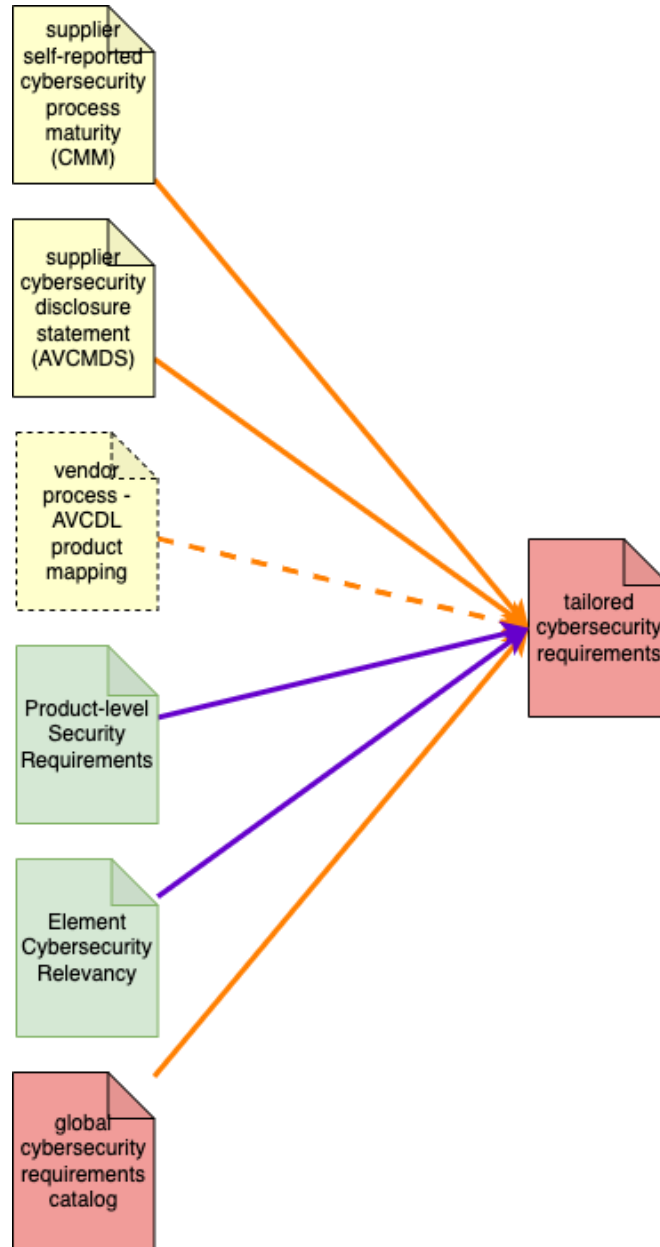 supplier
self-reported
cybersecurity
process
maturity
(CMM)
supplier
cybersecurity
disclosure
statement
(AVCMDS)
vendor
process -
AVCDL
product
mapping
tailored
cybersecurity
requirements
Product-level
Security
Requirements
Element
Cybersecurity
Relevancy
global
cybersecurity
requirements
catalog